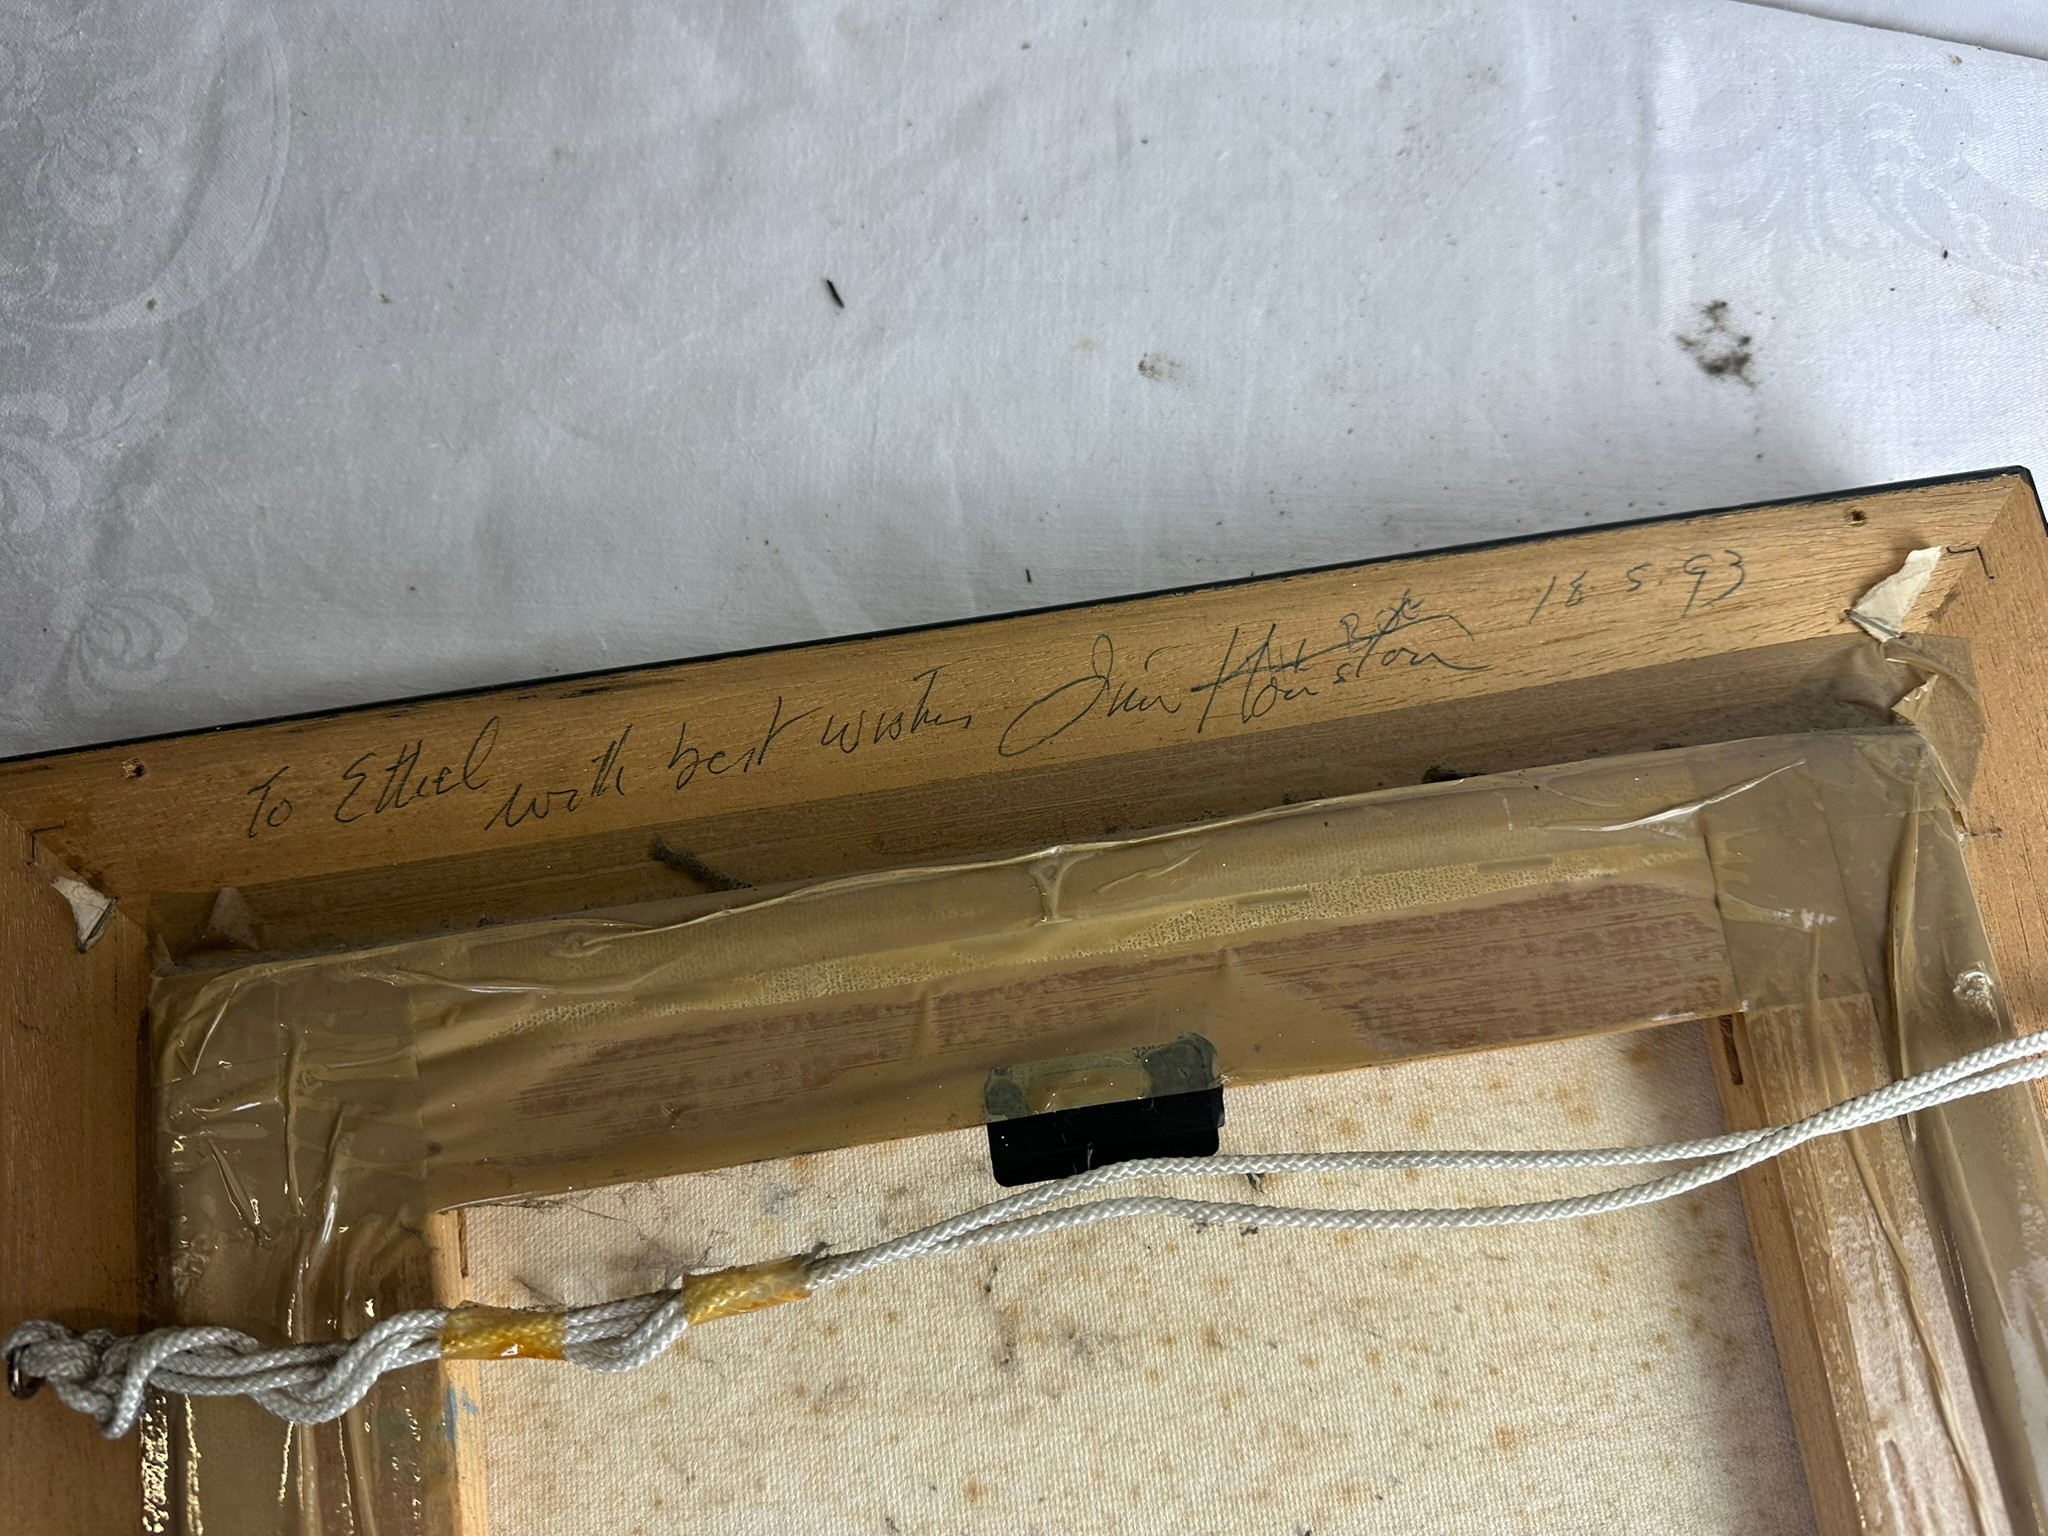 To Ethel with best wishes Jim Houston 18.5.93